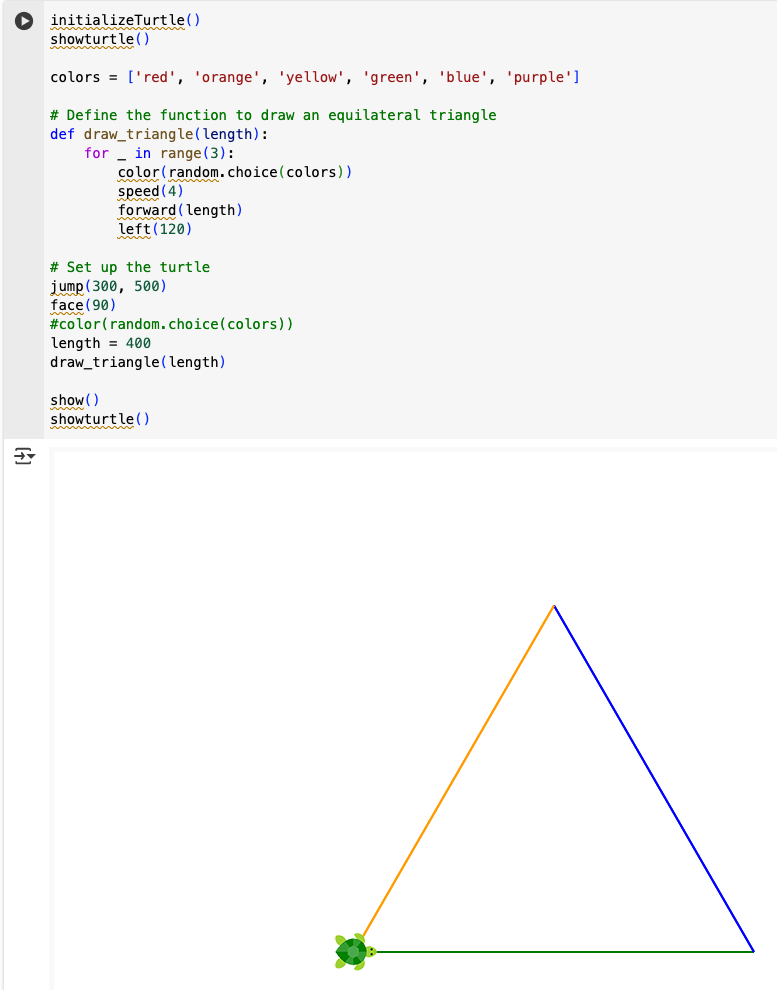 initializeTurtle()
showturtle()
colors = ['red', 'orange', 'yellow', 'green', 'blue', 'purple']
# Define the function to draw an equilateral triangle
def draw_triangle(length):
    for _ in range(3):
        color(random.choice(colors))
        speed(4)
        forward(length)
        left(120)
# Set up the turtle
jump(300, 500)
face(90)
#color(random.choice(colors))
length = 400
draw_triangle(length)
show()
showturtle()